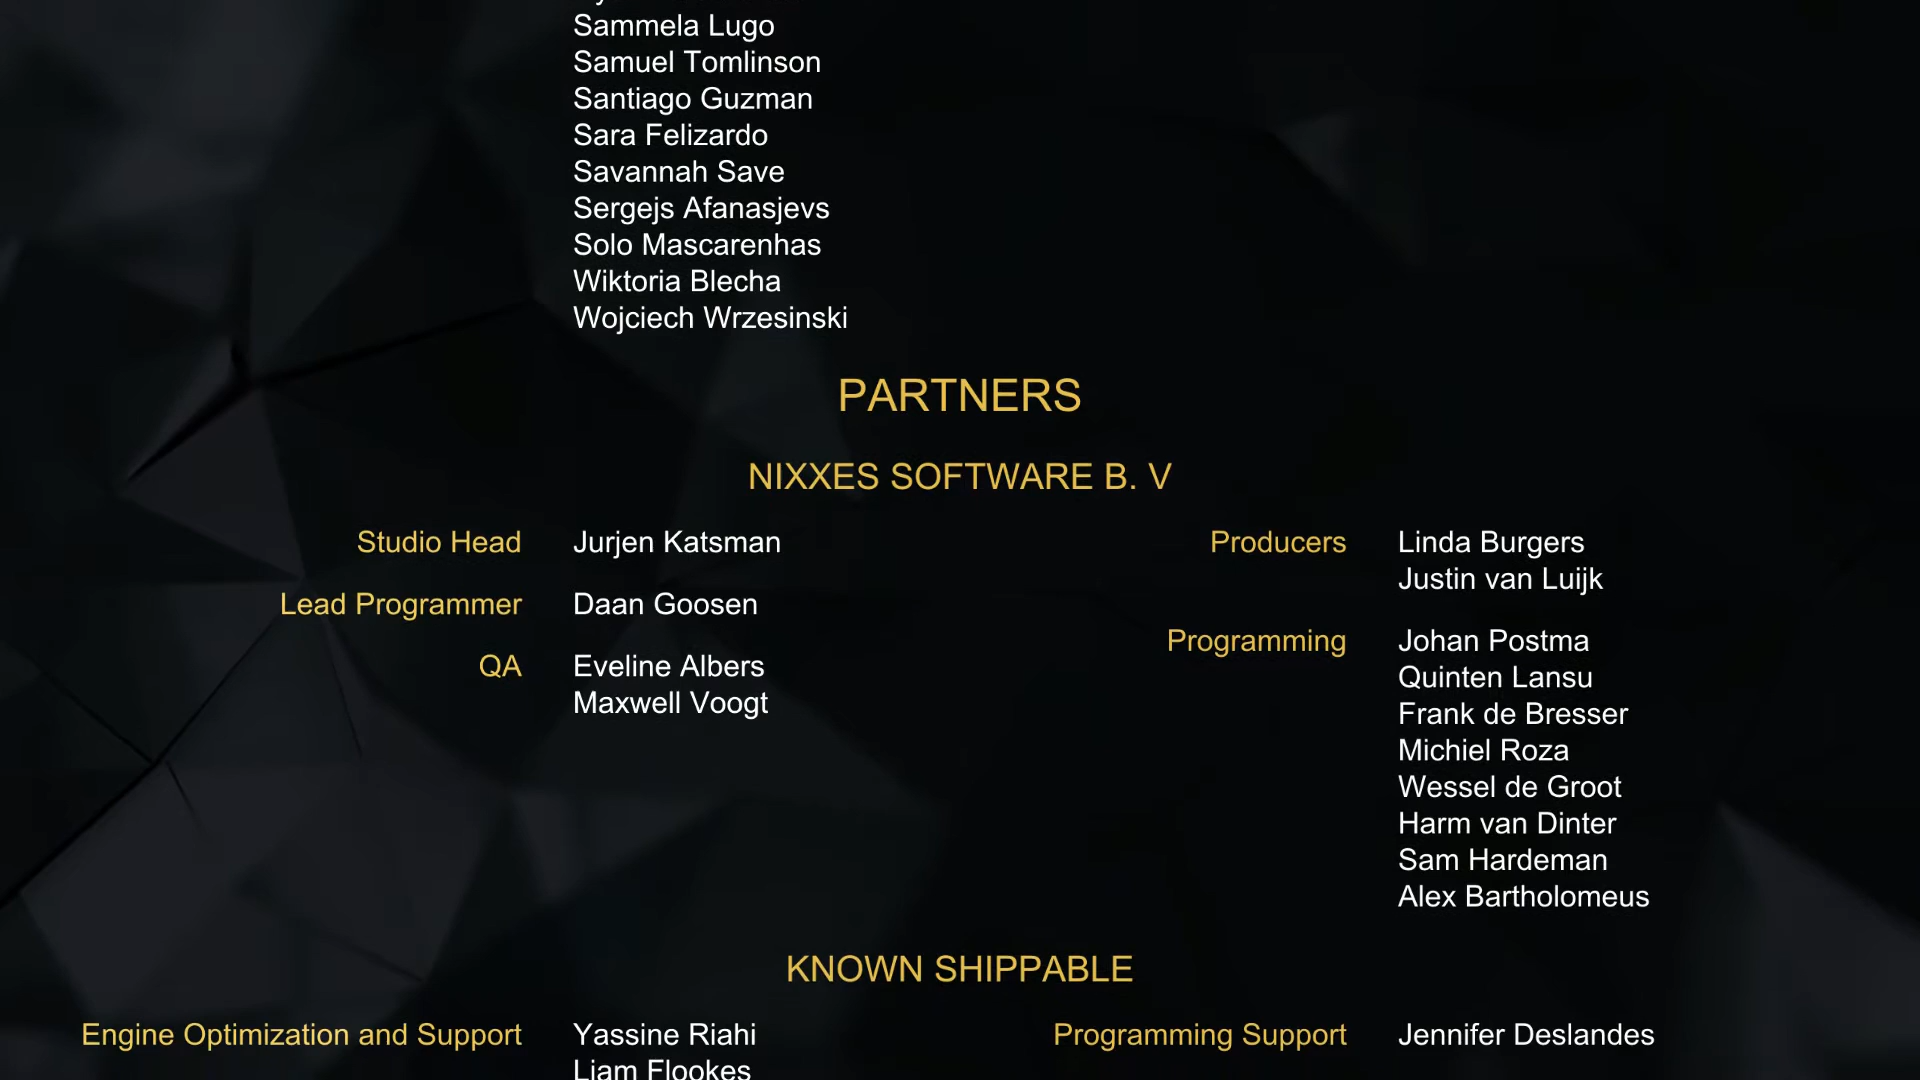 Sammela Lugo
Samuel Tomlinson
Santiago Guzman
Sara Felizardo
Savannah Save
Sergejs Afanasjevs
Solo Mascarenhas
Wiktoria Blecha
Wojciech Wrzesinski
PARTNERS
NIXXES SOFTWARE B. V
Studio Head Jurjen Katsman
Lead Programmer Daan Goosen
QA Eveline Albers
Maxwell Voogt
Producers Linda Burgers
Justin van Luijk
Programming Johan Postma
Quinten Lansu
Frank de Bresser
Michiel Roza
Wessel de Groot
Harm van Dinter
Sam Hardeman
Alex Bartholomeus
KNOWN SHIPPABLE
Engine Optimization and Support Yassine Riahi
Liam Flookes
Programming Support Jennifer Deslandes